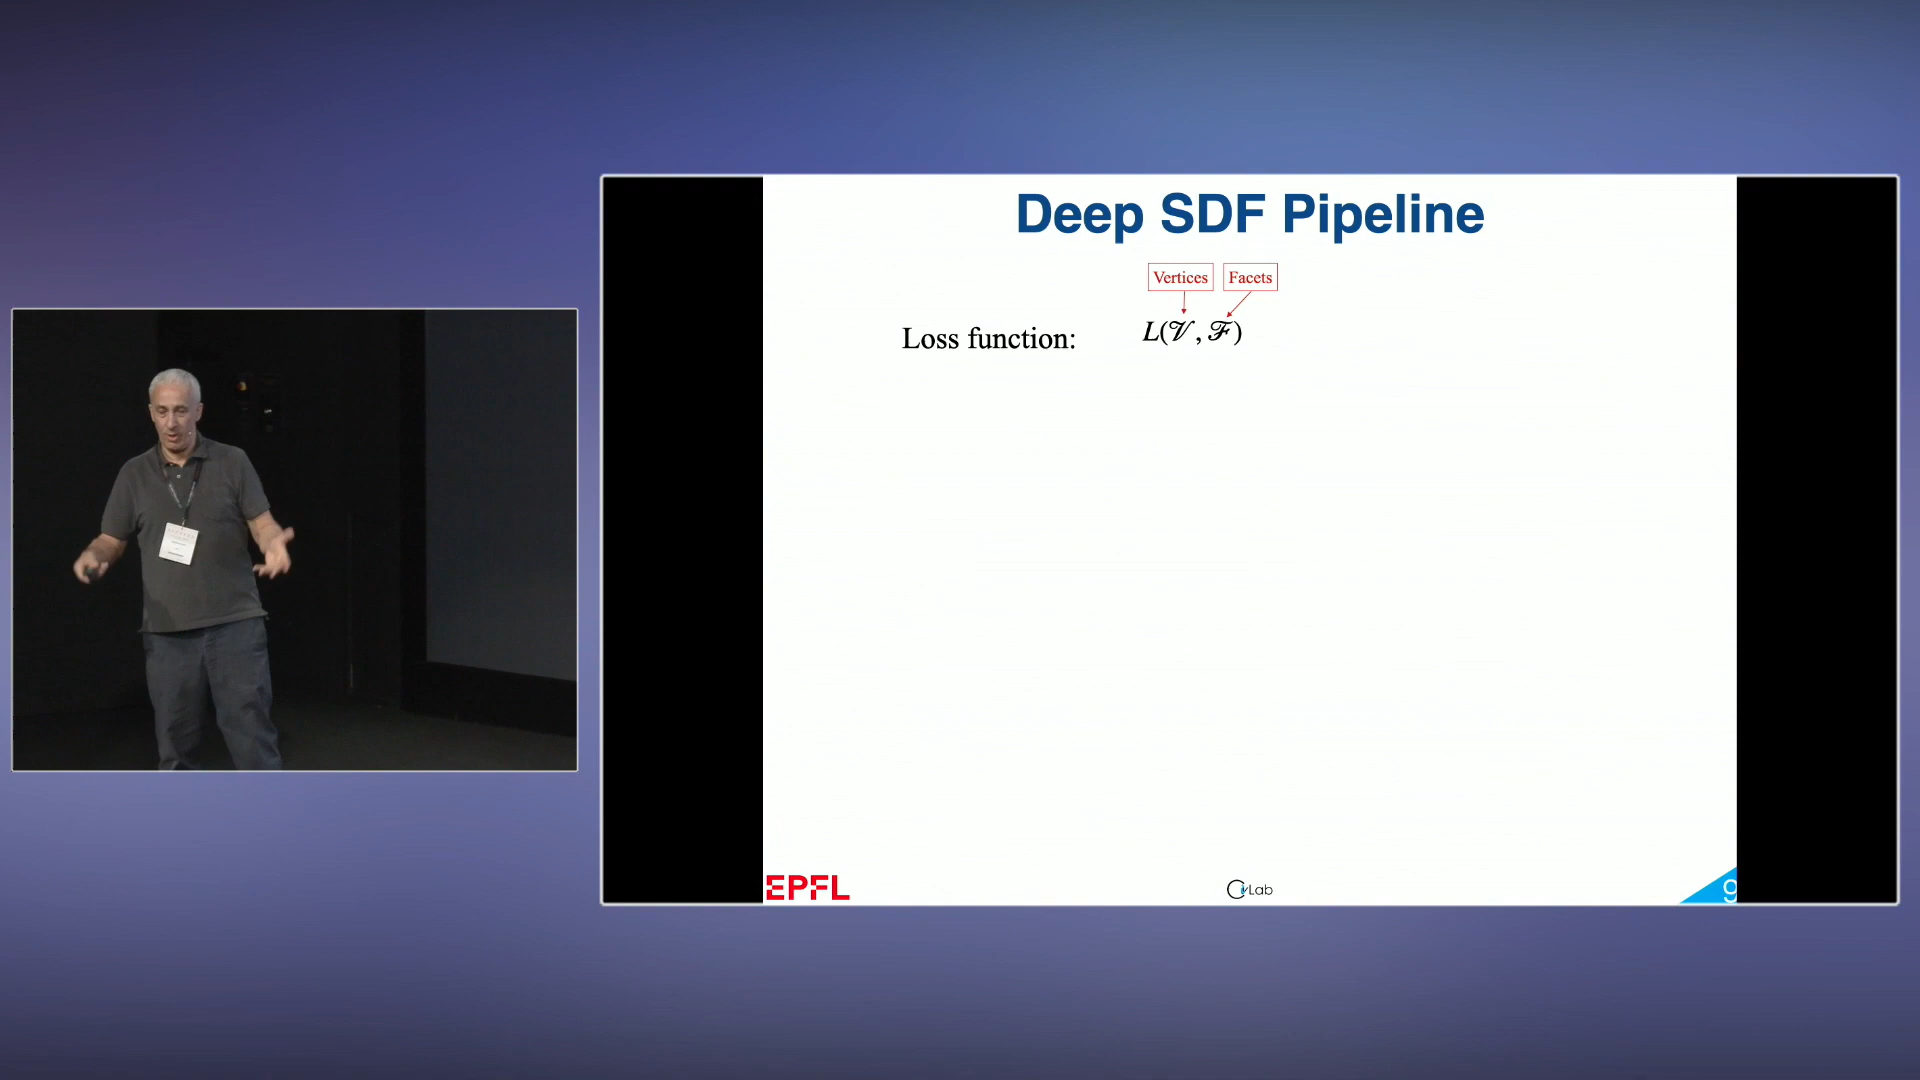 Deep SDF Pipeline
Vertices Facets
Loss function: L(𝒱, ℱ)
EPFL
CvLab
9